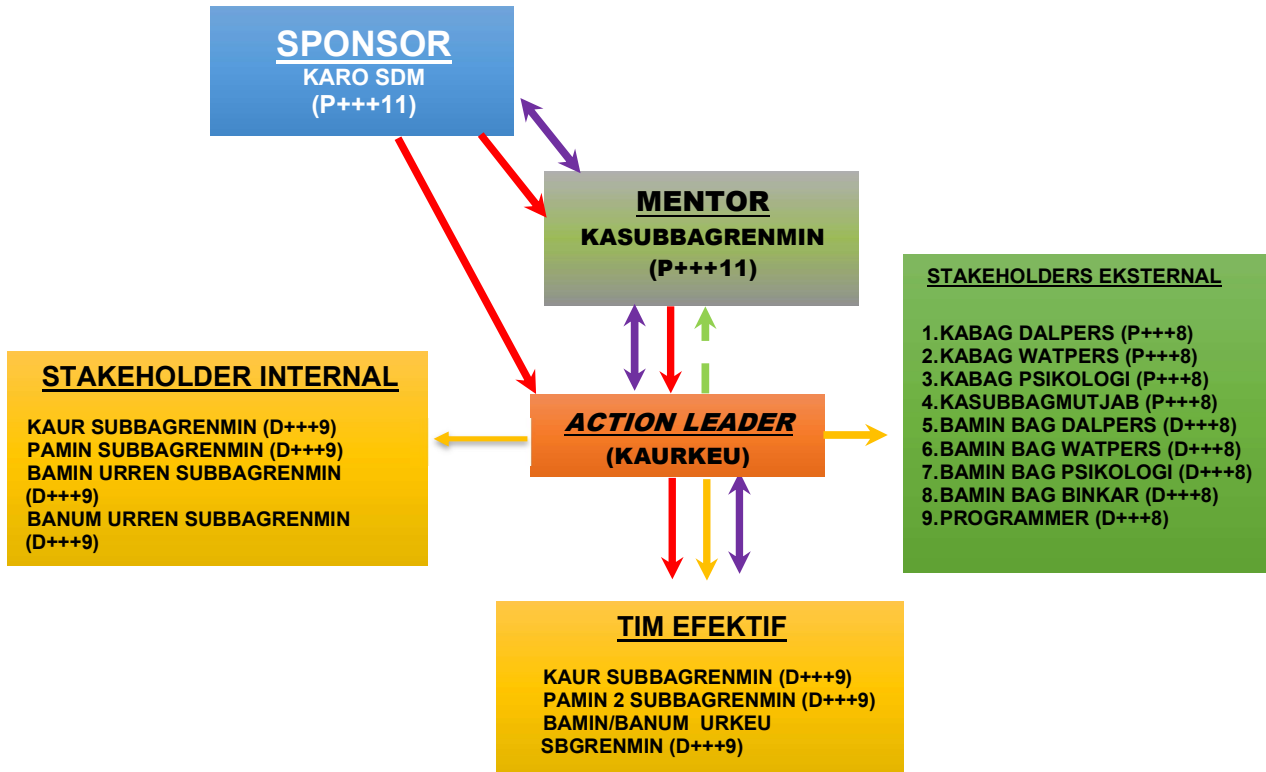 SPONSOR
KARO SDM
(P+++11)
MENTOR
KASUBBAGRENMIN
(P+++11)
STAKEHOLDERS EKSTERNAL
1.KABAG DALPERS (P+++8)
2.KABAG WATPERS (P+++8)
3.KABAG PSIKOLOGI (P+++8)
4.KASUBBAGMUTJAB (P+++8)
5.BAMIN BAG DALPERS (D+++8)
6.BAMIN BAG WATPERS (D+++8)
7.BAMIN BAG PSIKOLOGI (D+++8)
8.BAMIN BAG BINKAR (D+++8)
9.PROGRAMMER (D+++8)
STAKEHOLDER INTERNAL
KAUR SUBBAGRENMIN (D+++9)
PAMIN SUBBAGRENMIN (D+++9)
BAMIN URREN SUBBAGRENMIN
(D+++9)
BANUM URREN SUBBAGRENMIN
(D+++9)
ACTION LEADER
(KAURKEU)
TIM EFEKTIF
KAUR SUBBAGRENMIN (D+++9)
PAMIN 2 SUBBAGRENMIN (D+++9)
BAMIN/BANUM URKEU
SBGRENMIN (D+++9)